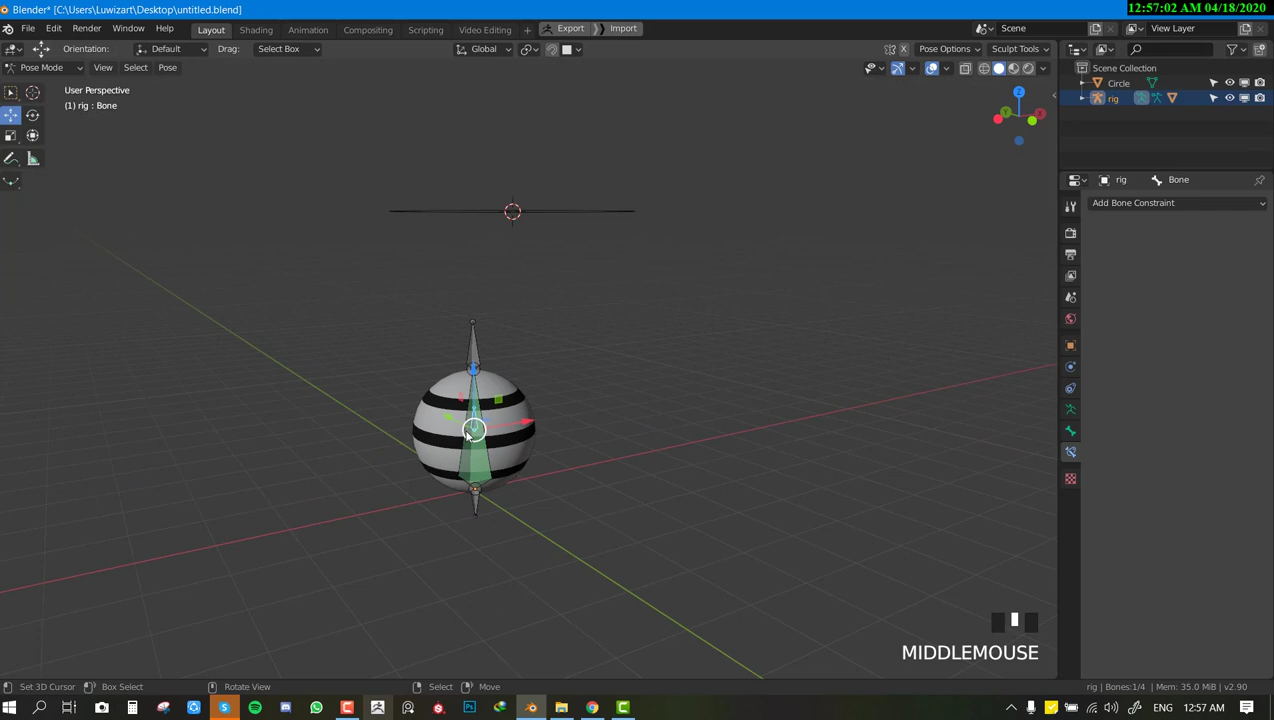 Blender* [C:\Users\Luwizart\Desktop\untitled.blend]
12:57:02 AM 04/18/2020
File Edit Render Window Help Layout Shading Animation Compositing Scripting Video Editing + Export Import Scene View Layer
Orientation: Default Drag: Select Box Global X Pose Options Sculpt Tools
Pose Mode View Select Pose
Scene Collection
Circle
rig
User Perspective
(1) rig : Bone
Z
Y
X
rig Bone
Add Bone Constraint
MIDDLEMOUSE
Set 3D Cursor Box Select Rotate View Select Move rig | Bones:1/4 | Mem: 35.0 MiB | v2.90
12:57 AM